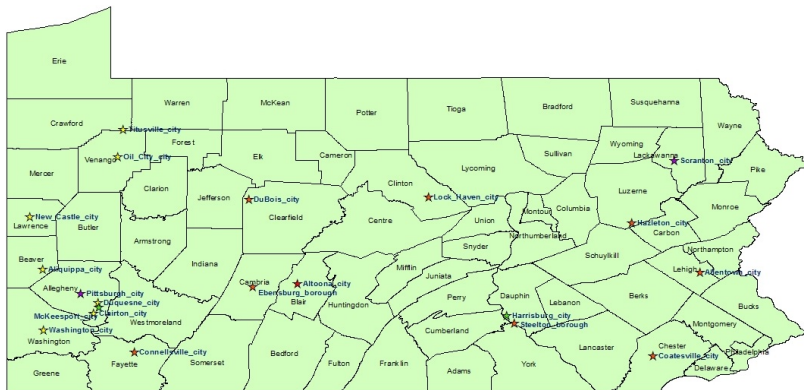 Erie
Warren
McKean
Potter
Tioga
Bradford
Susquehanna
Wayne
Crawford
Titusville_city
Forest
Elk
Cameron
Wyoming
Lackawanna
Scranton_city
Pike
Mercer
Venango
Oil_City_city
Clarion
Jefferson
DuBois_city
Clearfield
Clinton
Lycoming
Sullivan
Lock_Haven_city
Luzerne
Monroe
New_Castle_city
Lawrence
Butler
Armstrong
Centre
Union
Montour
Columbia
Northumberland
Snyder
Hazleton_city
Carbon
Schuylkill
Northampton
Lehigh
Allentown_city
Beaver
Aliquippa_city
Indiana
Cambria
Ebensburg_borough
Altoona_city
Blair
Huntingdon
Mifflin
Juniata
Perry
Dauphin
Lebanon
Berks
Bucks
Allegheny
Pittsburgh_city
Duquesne_city
Clairton_city
McKeesport_city
Westmoreland
Washington_city
Washington
Cumberland
Harrisburg_city
Steelton_borough
Lancaster
Montgomery
Philadelphia
Chester
Coatesville_city
Delaware
Greene
Fayette
Connellsville_city
Somerset
Bedford
Fulton
Franklin
Adams
York